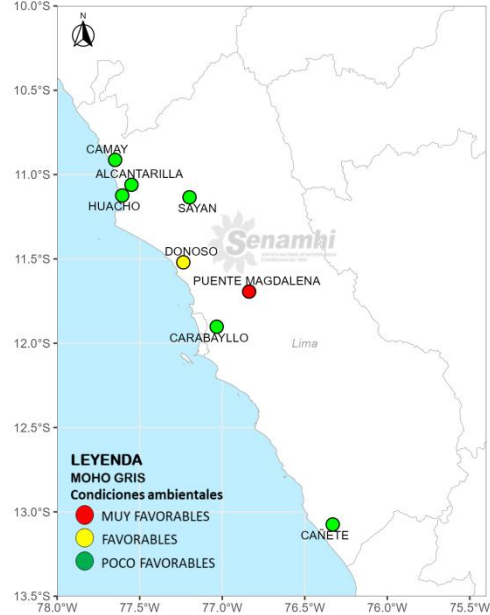 10.0°S
N
10.5°S
CAMAY
11.0°S
ALCANTARILLA
HUACHO
SAYAN
Senamhi
DONOSO
11.5°S
PUENTE MAGDALENA
CARABAYLLO
12.0°S
Lima
12.5°S
LEYENDA
MOHO GRIS
Condiciones ambientales
MUY FAVORABLES
FAVORABLES
POCO FAVORABLES
13.0°S
CAÑETE
13.5°S
78.0°W 77.5°W 77.0°W 76.5°W 76.0°W 75.5°W